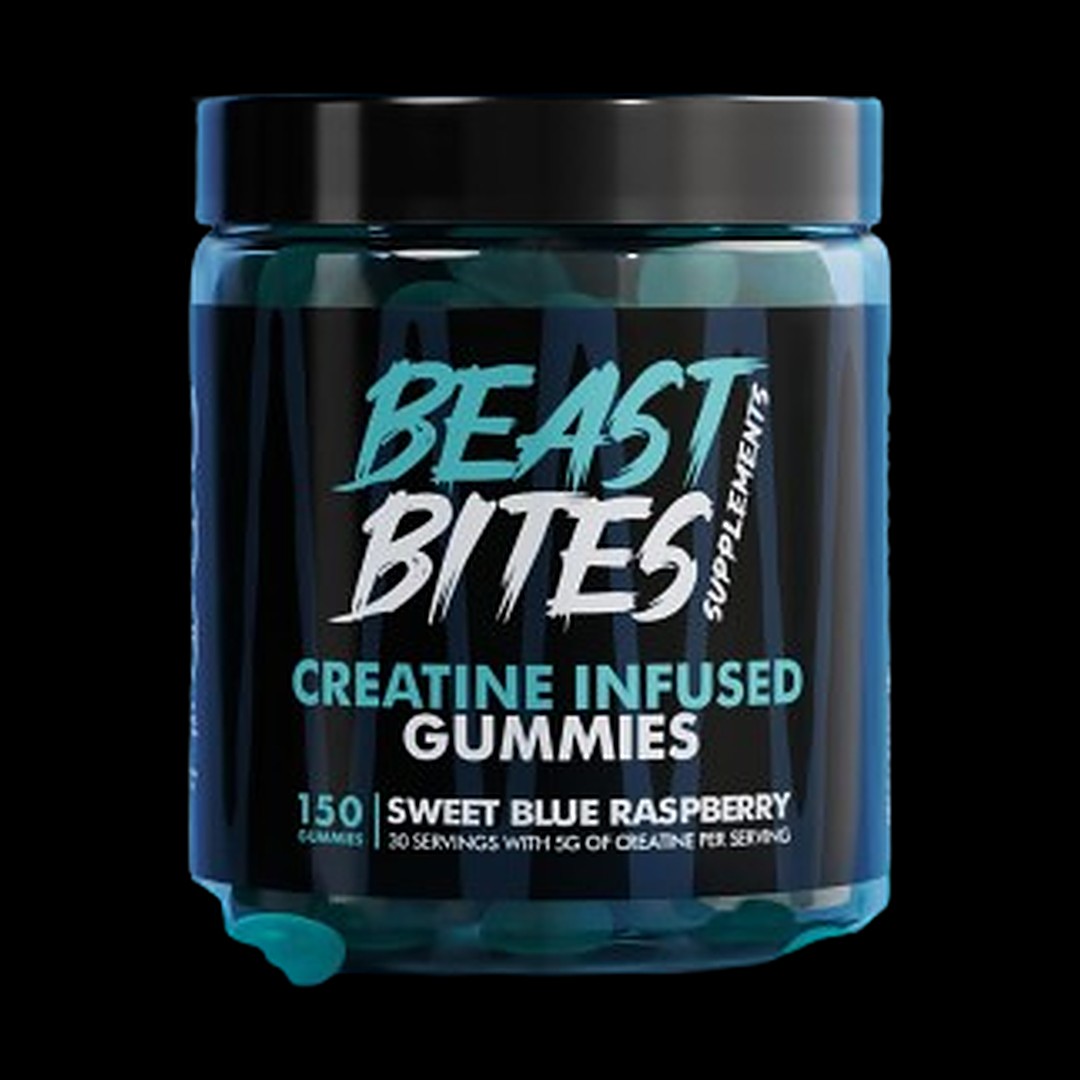 BEAST
BITES
SUPPLEMENTS
CREATINE INFUSED
GUMMIES
150
GUMMIES
SWEET BLUE RASPBERRY
30 SERVINGS WITH 5G OF CREATINE PER SERVING